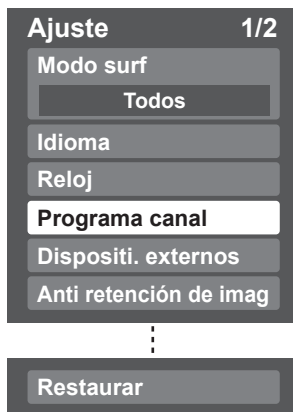 Ajuste 1/2
Modo surf
Todos
Idioma
Reloj
Programa canal
Dispositi. externos
Anti retención de imag
Restaurar